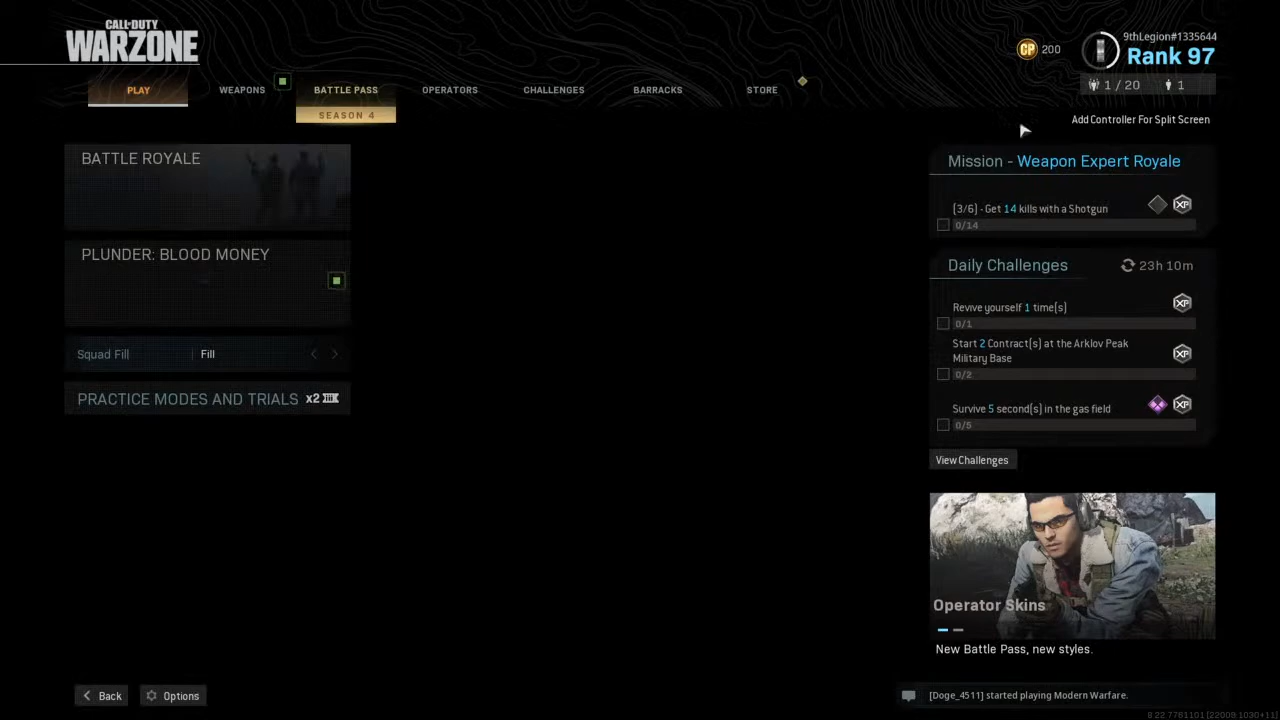 CALL OF DUTY
WARZONE
CP 200
9thLegion#1335644
Rank 97
1 / 20 1
PLAY
WEAPONS
BATTLE PASS
SEASON 4
OPERATORS
CHALLENGES
BARRACKS
STORE
Add Controller For Split Screen
BATTLE ROYALE
PLUNDER: BLOOD MONEY
Squad Fill Fill
PRACTICE MODES AND TRIALS x2
Mission - Weapon Expert Royale
(3/6) - Get 14 kills with a Shotgun XP
0/14
Daily Challenges 23h 10m
Revive yourself 1 time(s) XP
0/1
Start 2 Contract(s) at the Arklov Peak
Military Base XP
0/2
Survive 5 second(s) in the gas field XP
0/5
View Challenges
Operator Skins
New Battle Pass, new styles.
Back
Options
[Doge_4511] started playing Modern Warfare.